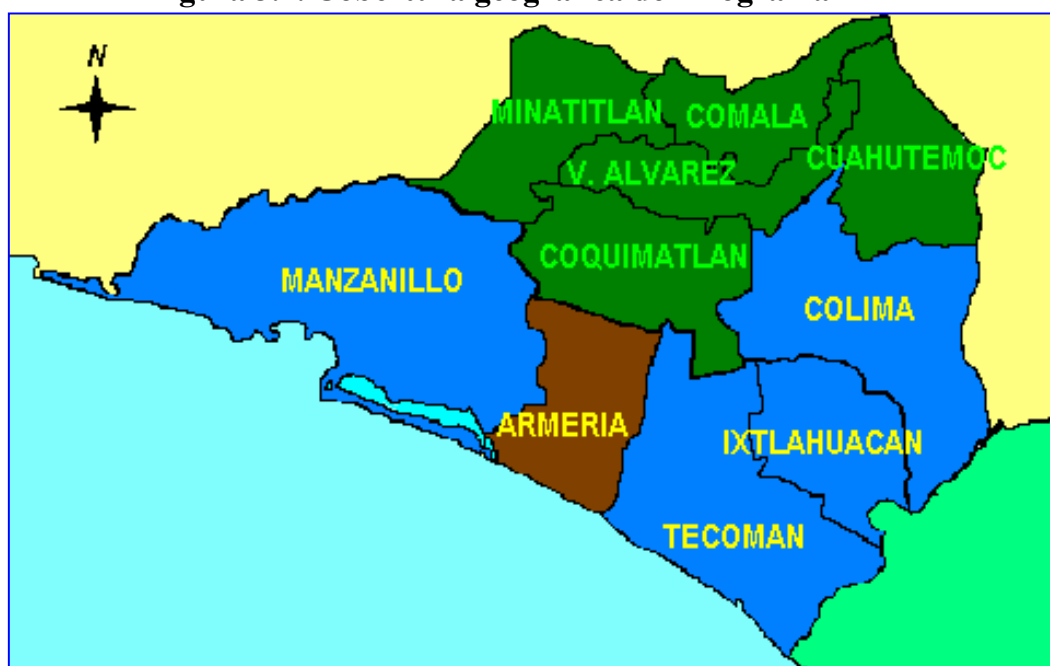 N
MINATITLAN
COMALA
CUAHUTEMOC
V. ALVAREZ
COQUIMATLAN
MANZANILLO
COLIMA
ARMERIA
IXTLAHUACAN
TECOMAN